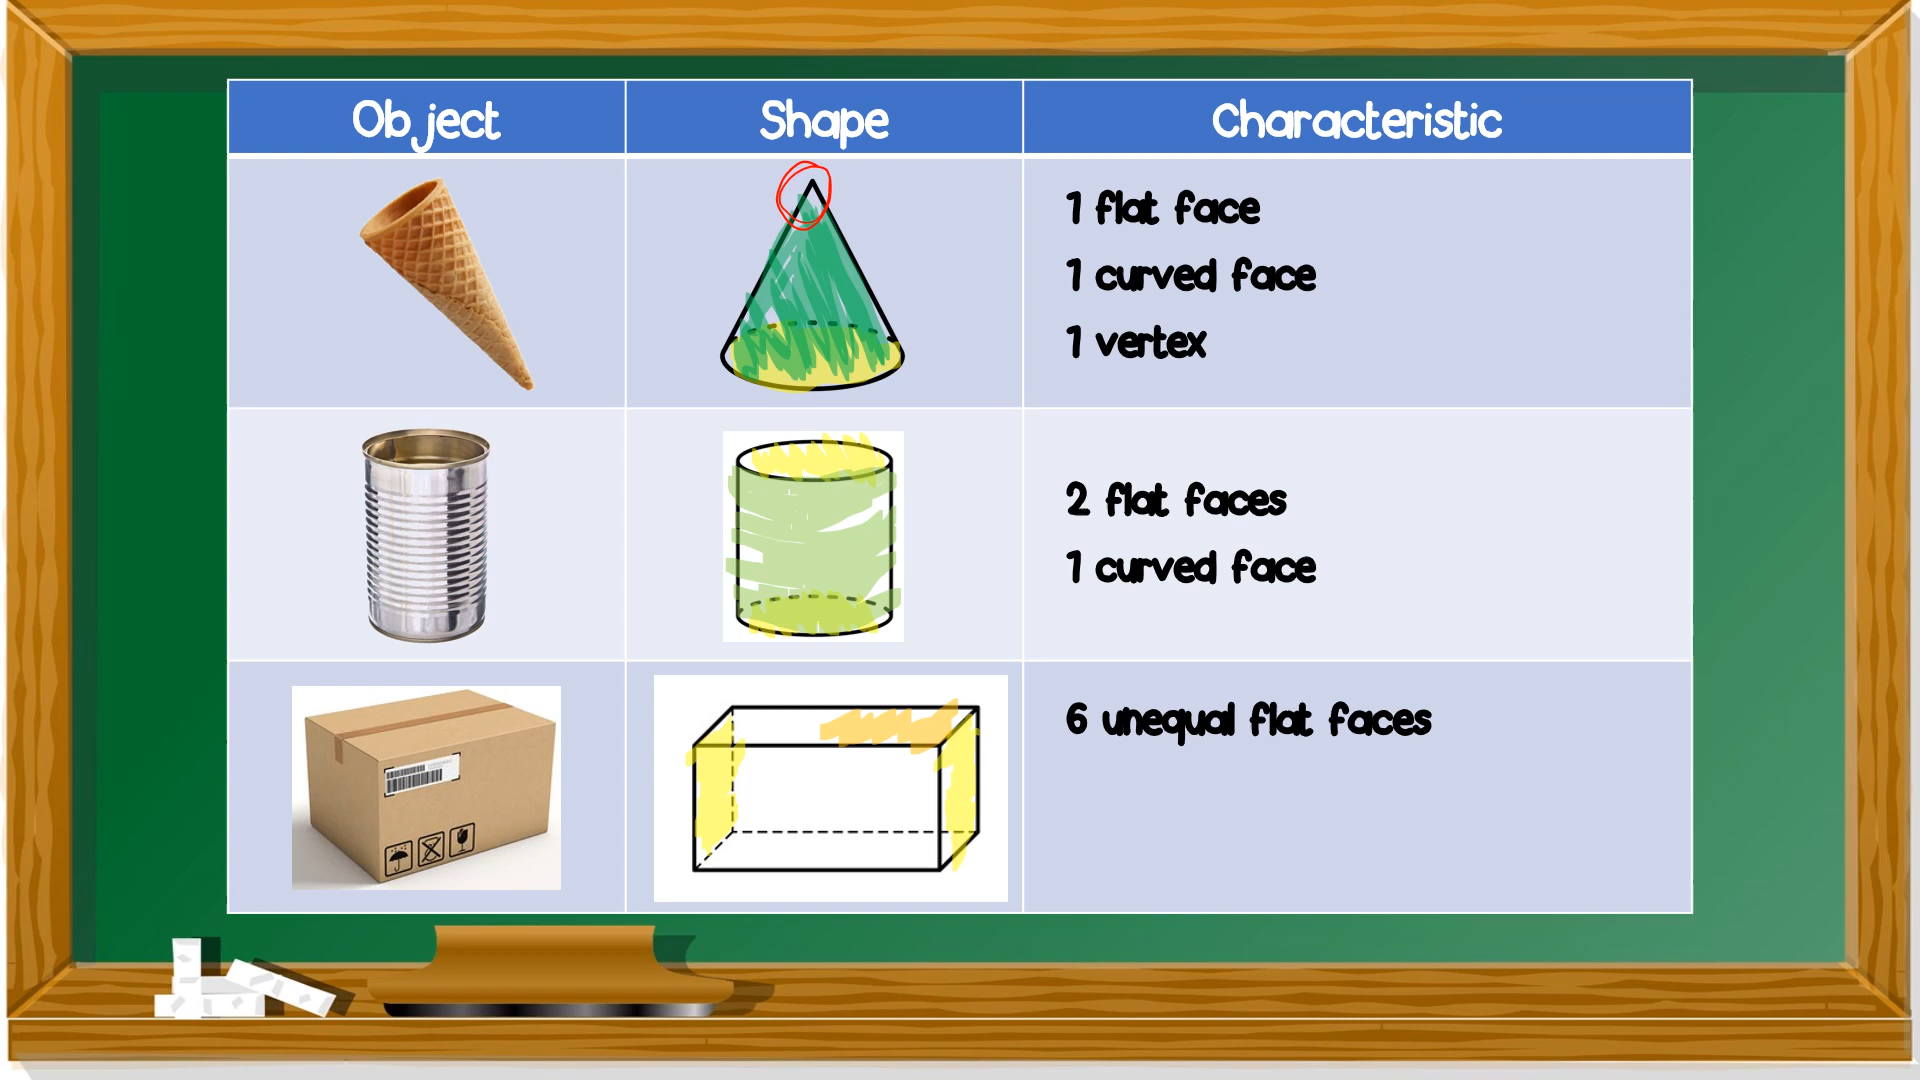 Object
Shape
Characteristic
1 flat face
1 curved face
1 vertex
2 flat faces
1 curved face
6 unequal flat faces